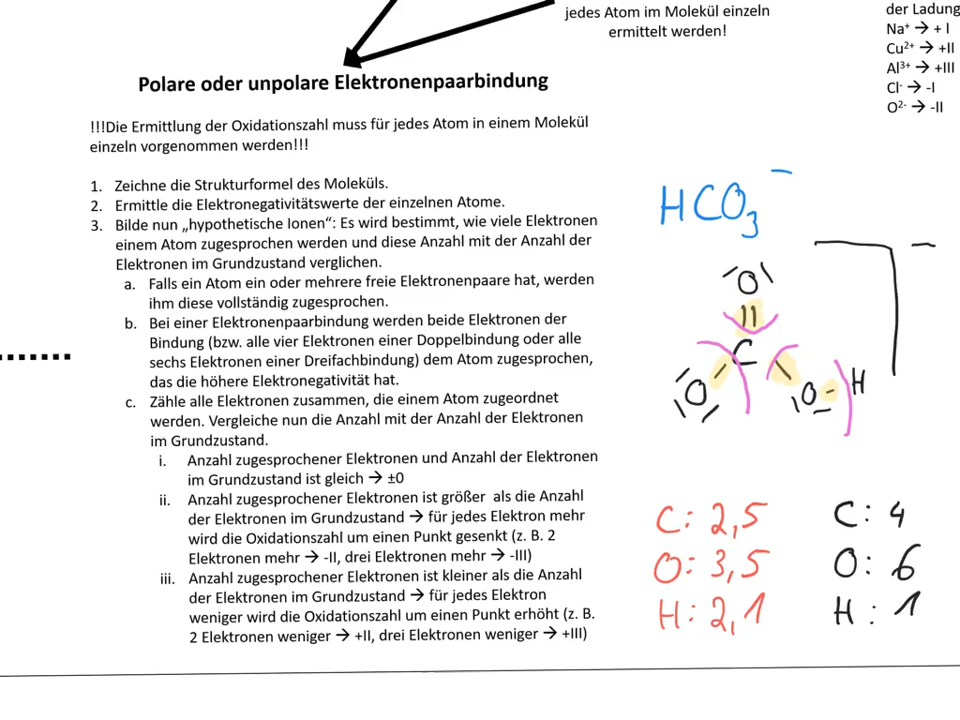 jedes Atom im Molekül einzeln
ermittelt werden!
der Ladung
Na⁺ → + I
Cu²⁺ → +II
Al³⁺ → +III
Cl⁻ → -I
O²⁻ → -II
Polare oder unpolare Elektronenpaarbindung
!!!Die Ermittlung der Oxidationszahl muss für jedes Atom in einem Molekül
einzeln vorgenommen werden!!!
1. Zeichne die Strukturformel des Moleküls.
2. Ermittle die Elektronegativitätswerte der einzelnen Atome.
3. Bilde nun „hypothetische Ionen“: Es wird bestimmt, wie viele Elektronen
einem Atom zugesprochen werden und diese Anzahl mit der Anzahl der
Elektronen im Grundzustand verglichen.
a. Falls ein Atom ein oder mehrere freie Elektronenpaare hat, werden
ihm diese vollständig zugesprochen.
b. Bei einer Elektronenpaarbindung werden beide Elektronen der
Bindung (bzw. alle vier Elektronen einer Doppelbindung oder alle
sechs Elektronen einer Dreifachbindung) dem Atom zugesprochen,
das die höhere Elektronegativität hat.
c. Zähle alle Elektronen zusammen, die einem Atom zugeordnet
werden. Vergleiche nun die Anzahl mit der Anzahl der Elektronen
im Grundzustand.
i. Anzahl zugesprochener Elektronen und Anzahl der Elektronen
im Grundzustand ist gleich → ±0
ii. Anzahl zugesprochener Elektronen ist größer als die Anzahl
der Elektronen im Grundzustand → für jedes Elektron mehr
wird die Oxidationszahl um einen Punkt gesenkt (z. B. 2
Elektronen mehr → -II, drei Elektronen mehr → -III)
iii. Anzahl zugesprochener Elektronen ist kleiner als die Anzahl
der Elektronen im Grundzustand → für jedes Elektron
weniger wird die Oxidationszahl um einen Punkt erhöht (z. B.
2 Elektronen weniger → +II, drei Elektronen weniger → +III)
HCO₃⁻
O
C
O O H
C: 2,5
O: 3,5
H: 2,1
C: 4
O: 6
H: 1